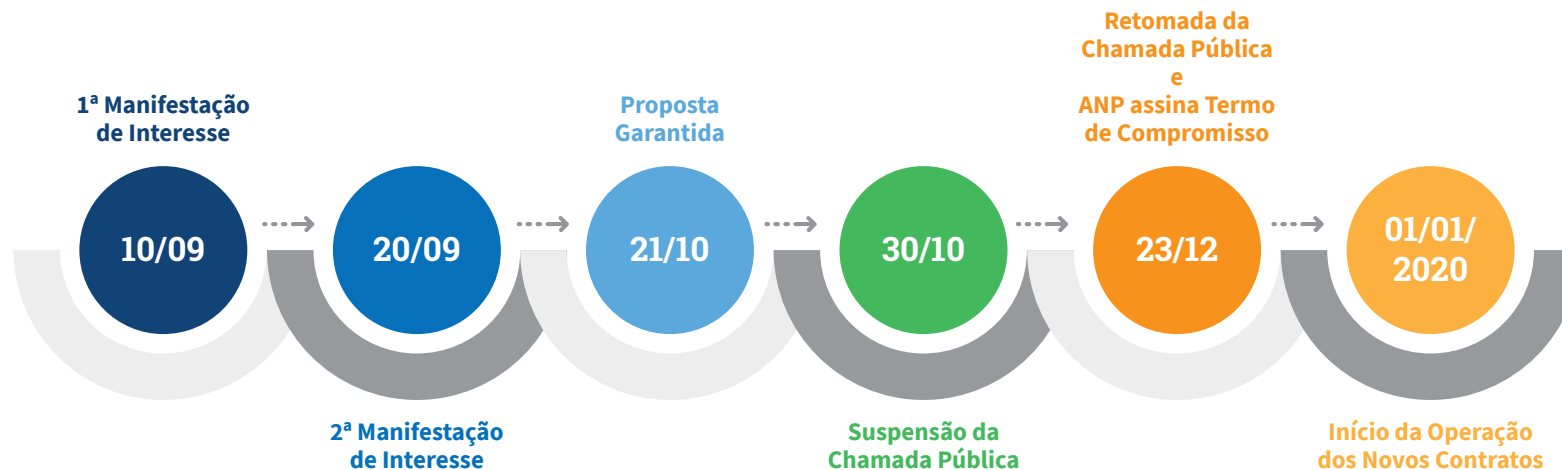 1ª Manifestação
de Interesse
10/09
20/09
2ª Manifestação
de Interesse
Proposta
Garantida
21/10
30/10
Suspensão da
Chamada Pública
Retomada da
Chamada Pública
e
ANP assina Termo
de Compromisso
23/12
01/01/
2020
Início da Operação
dos Novos Contratos